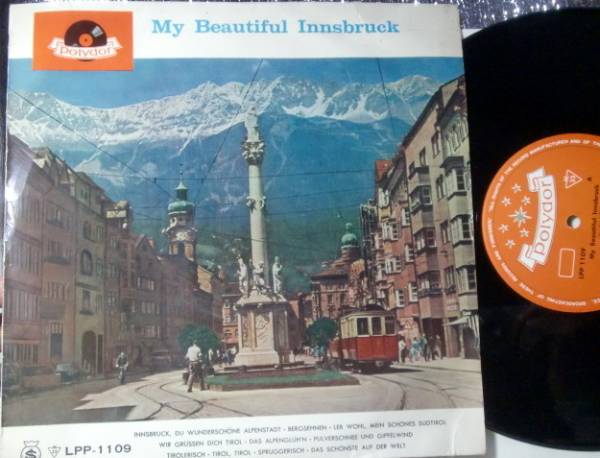 Polydor
My Beautiful Innsbruck
INNSBRUCK, DU WUNDERSCHÖNE ALPENSTADT - BERGSEHNEN - LEB WOHL, MEIN SCHÖNES SÜDTIROL
WIR GRÜSSEN DICH TIROL - DAS ALPENGLÜH'N - PULVERSCHNEE UND GIPFELWIND
TIROLERISCH - TIROL, TIROL - SPRUGGERISCH - DAS SCHÖNSTE AUF DER WELT
$
LPP-1109
Polydor
LPP 1109
My Beautiful Innsbruck
A